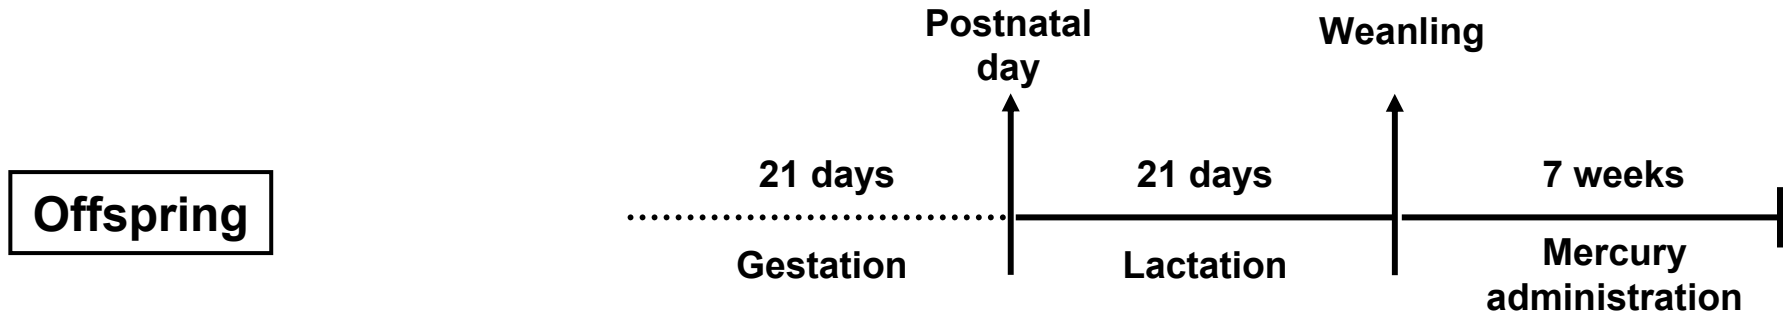 Postnatal
day
Weanling
21 days
21 days
7 weeks
Offspring
Gestation
Lactation
Mercury
administration